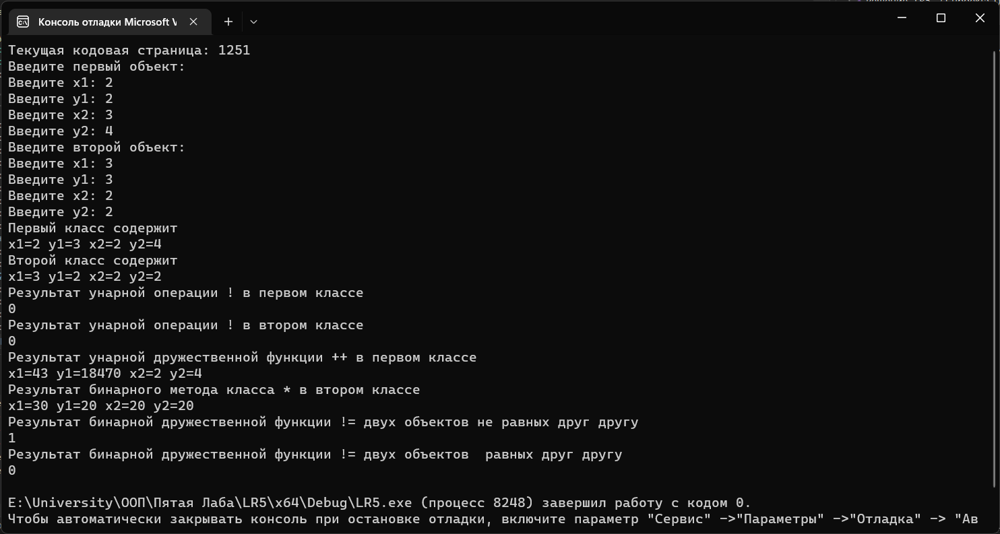 Консоль отладки Microsoft V
Текущая кодовая страница: 1251
Введите первый объект:
Введите x1: 2
Введите y1: 2
Введите x2: 3
Введите y2: 4
Введите второй объект:
Введите x1: 3
Введите y1: 3
Введите x2: 2
Введите y2: 2
Первый класс содержит
x1=2 y1=3 x2=2 y2=4
Второй класс содержит
x1=3 y1=2 x2=2 y2=2
Результат унарной операции ! в первом классе
0
Результат унарной операции ! в втором классе
0
Результат унарной дружественной функции ++ в первом классе
x1=43 y1=18470 x2=2 y2=4
Результат бинарного метода класса * в втором классе
x1=30 y1=20 x2=20 y2=20
Результат бинарной дружественной функции != двух объектов не равных друг другу
1
Результат бинарной дружественной функции != двух объектов  равных друг другу
0
E:\University\ООП\Пятая Лаба\LR5\x64\Debug\LR5.exe (процесс 8248) завершил работу с кодом 0.
Чтобы автоматически закрывать консоль при остановке отладки, включите параметр "Сервис" ->"Параметры" ->"Отладка" -> "Ав